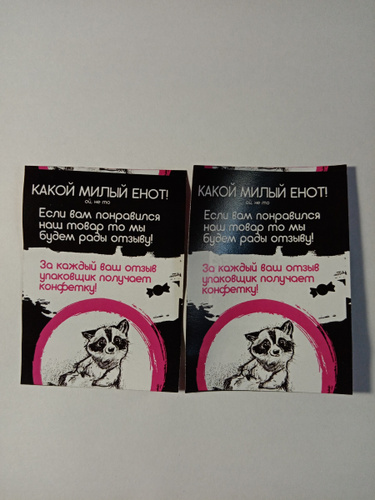 КАКОЙ МИЛЫЙ ЕНОТ!
ой, не то
Если вам понравился
наш товар то мы
будем рады отзыву!
За каждый ваш отзыв
упаковщик получает
конфетку!
КАКОЙ МИЛЫЙ ЕНОТ!
ой, не то
Если вам понравился
наш товар то мы
будем рады отзыву!
За каждый ваш отзыв
упаковщик получает
конфетку!